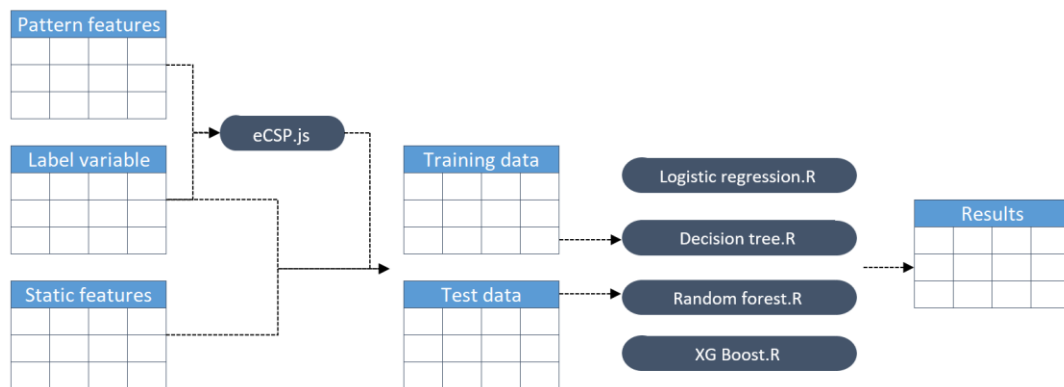 Pattern features
eCSP.js
Label variable
Static features
Training data
Test data
Logistic regression.R
Decision tree.R
Random forest.R
XG Boost.R
Results